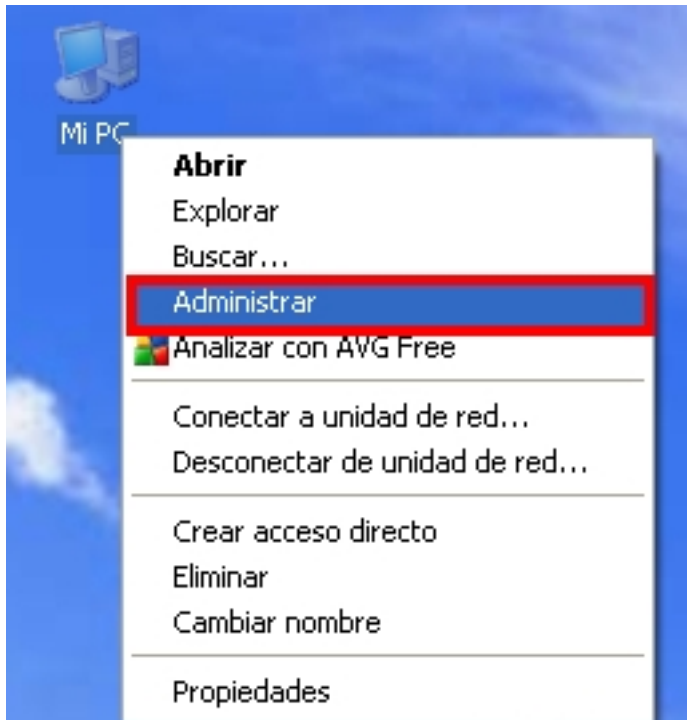 Mi PC
Abrir
Explorar
Buscar...
Administrar
Analizar con AVG Free
Conectar a unidad de red...
Desconectar de unidad de red...
Crear acceso directo
Eliminar
Cambiar nombre
Propiedades